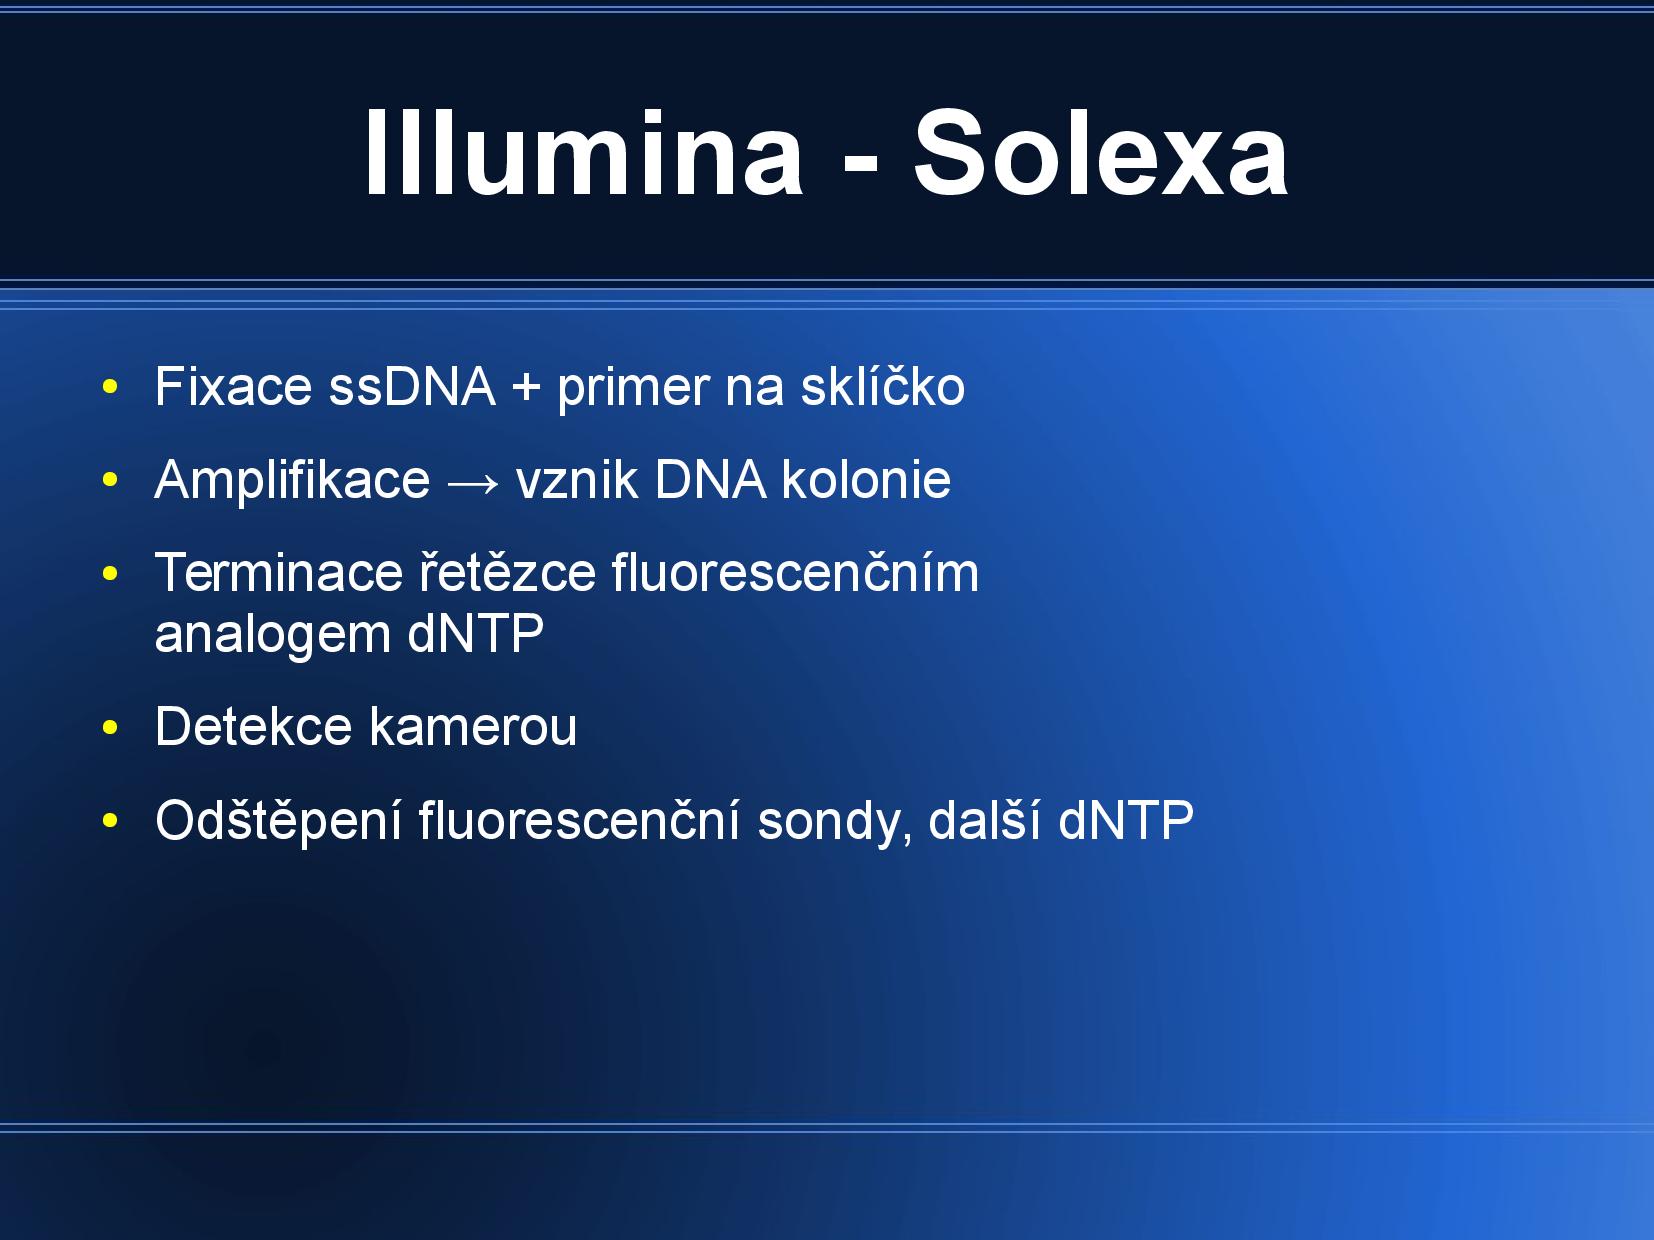 Illumina - Solexa
• Fixace ssDNA + primer na sklíčko
• Amplifikace → vznik DNA kolonie
• Terminace řetězce fluorescenčním
analogem dNTP
• Detekce kamerou
• Odštěpení fluorescenční sondy, další dNTP